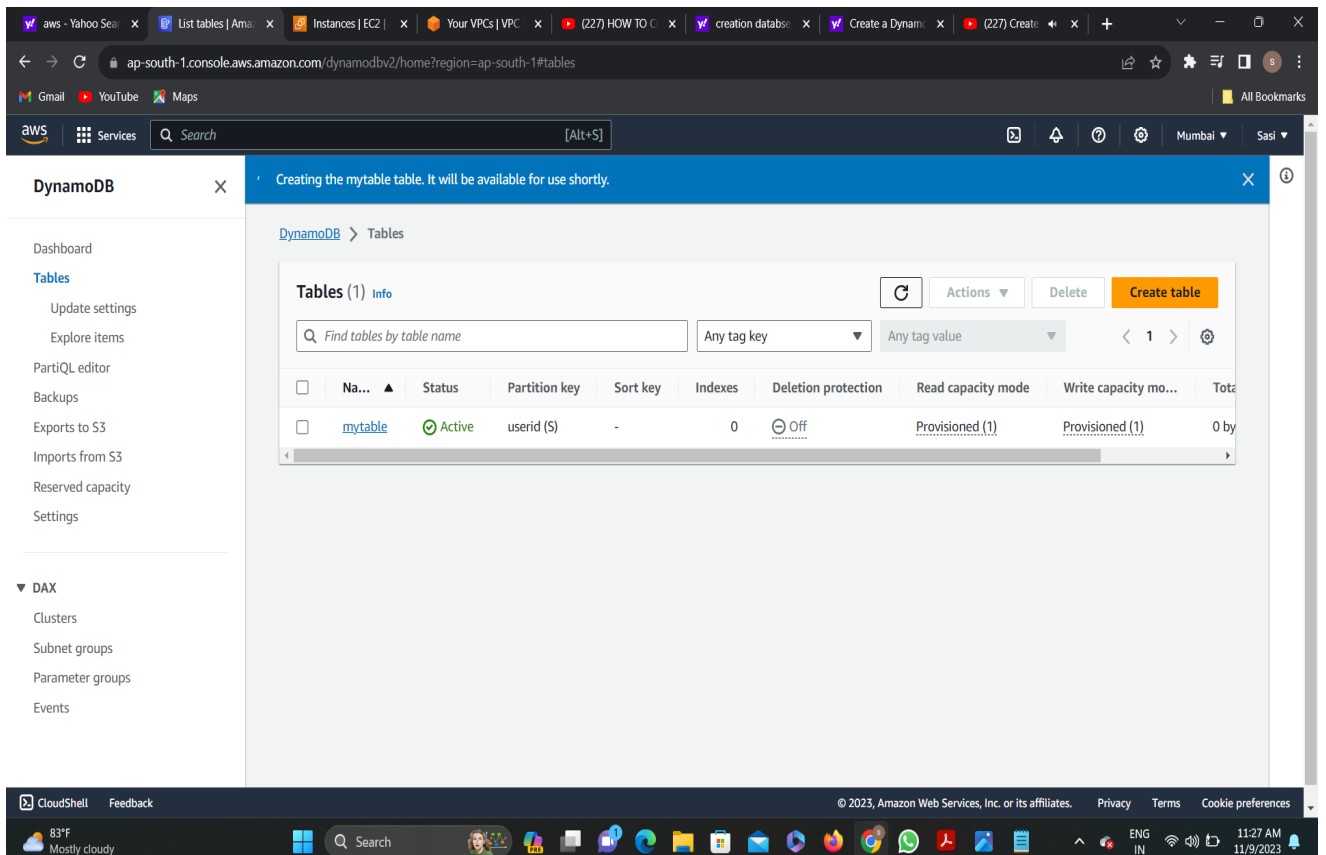 aws - Yahoo Sear List tables | Ama Instances | EC2 | Your VPCs | VPC (227) HOW TO C creation databse Create a Dynamo (227) Create
ap-south-1.console.aws.amazon.com/dynamodbv2/home?region=ap-south-1#tables S
Gmail YouTube Maps All Bookmarks
aws Services Search [Alt+S] Mumbai ▼ Sasi ▼
DynamoDB
Creating the mytable table. It will be available for use shortly.
DynamoDB > Tables
Dashboard
Tables
Update settings
Explore items
PartiQL editor
Backups
Exports to S3
Imports from S3
Reserved capacity
Settings
▼ DAX
Clusters
Subnet groups
Parameter groups
Events
Tables (1) Info Actions ▼ Delete Create table
Find tables by table name Any tag key ▼ Any tag value ▼ < 1 >
Na... ▲ Status Partition key Sort key Indexes Deletion protection Read capacity mode Write capacity mo... Tota
mytable Active userid (S) - 0 Off Provisioned (1) Provisioned (1) 0 by
CloudShell Feedback © 2023, Amazon Web Services, Inc. or its affiliates. Privacy Terms Cookie preferences
83°F
Mostly cloudy
Search
PRE
1
ENG
IN
11:27 AM
11/9/2023